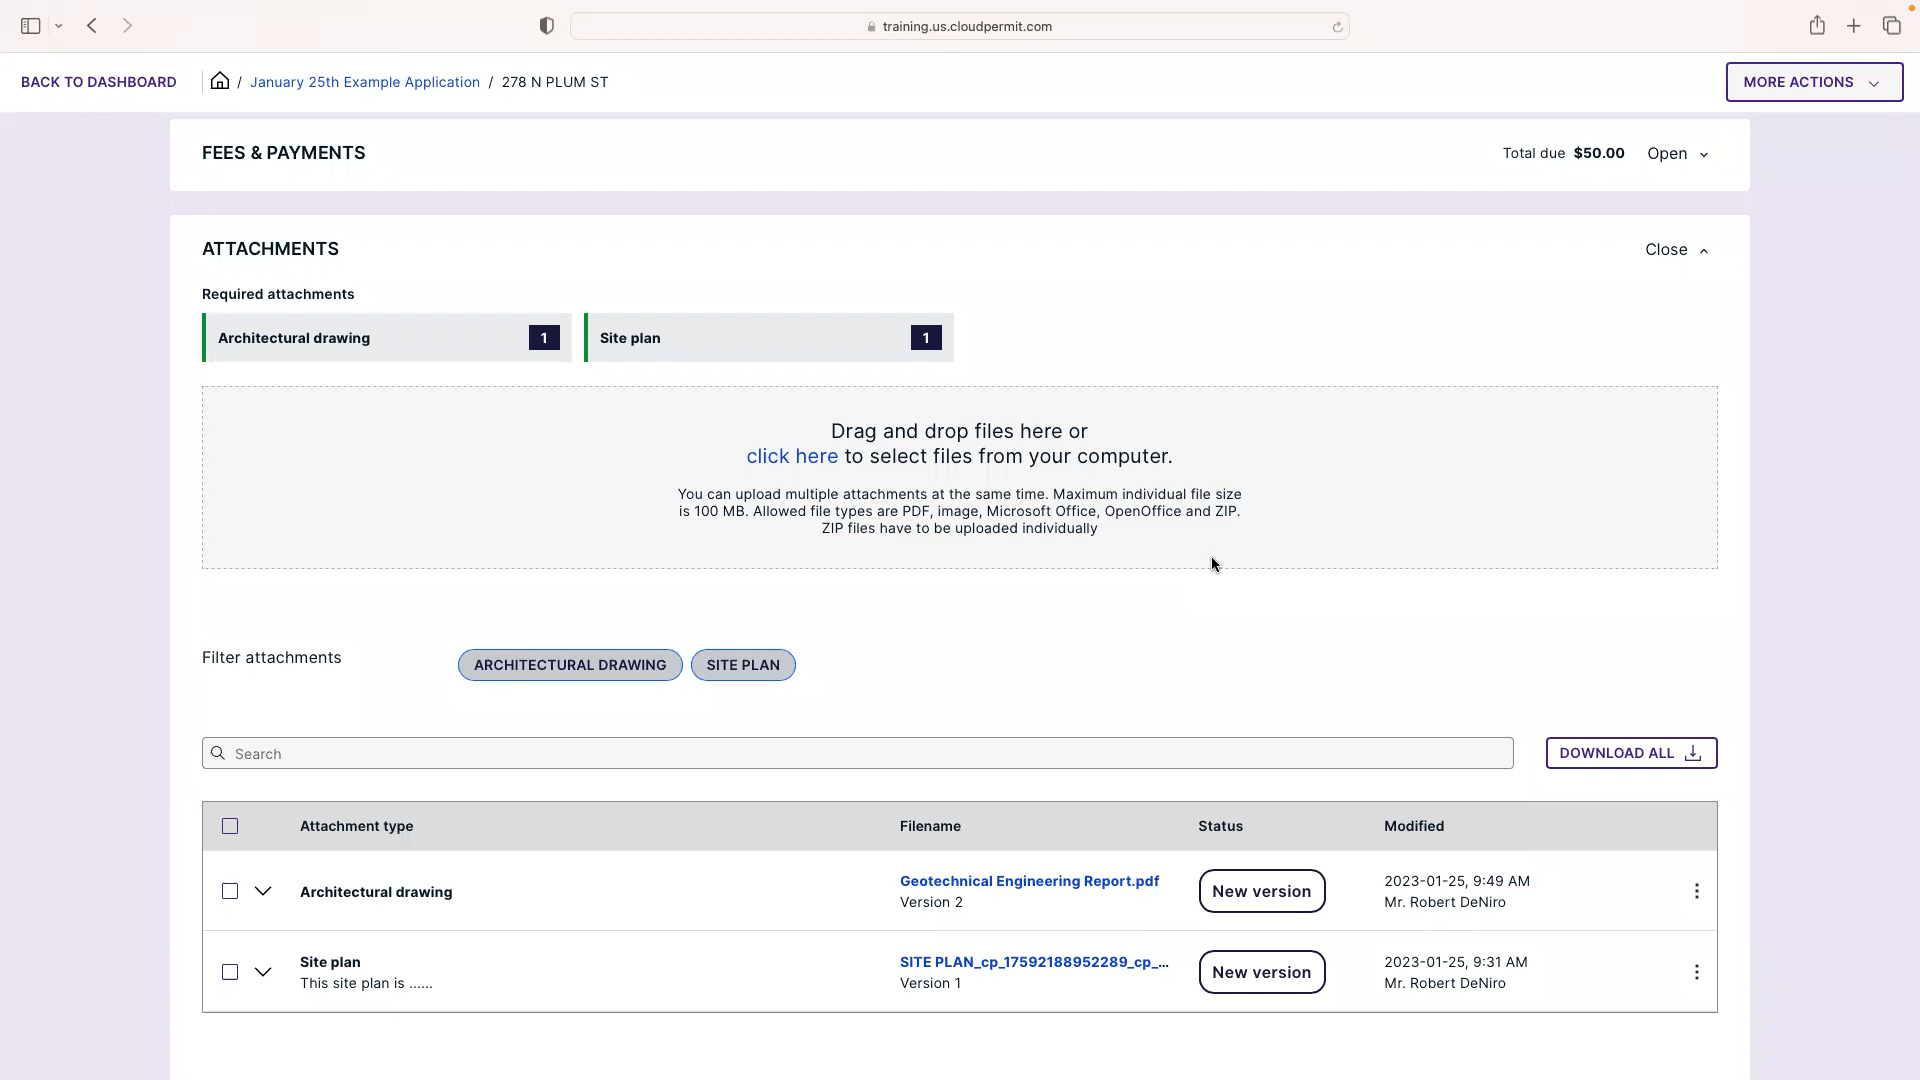 training.us.cloudpermit.com
BACK TO DASHBOARD / January 25th Example Application / 278 N PLUM ST MORE ACTIONS
FEES & PAYMENTS Total due $50.00 Open
ATTACHMENTS Close
Required attachments
Architectural drawing 1 Site plan 1
Drag and drop files here or
click here to select files from your computer.
You can upload multiple attachments at the same time. Maximum individual file size
is 100 MB. Allowed file types are PDF, image, Microsoft Office, OpenOffice and ZIP.
ZIP files have to be uploaded individually
Filter attachments ARCHITECTURAL DRAWING SITE PLAN
Search DOWNLOAD ALL
Attachment type Filename Status Modified
Architectural drawing Geotechnical Engineering Report.pdf New version 2023-01-25, 9:49 AM
Version 2 Mr. Robert DeNiro
Site plan SITE PLAN_cp_17592188952289_cp_... New version 2023-01-25, 9:31 AM
This site plan is ...... Version 1 Mr. Robert DeNiro